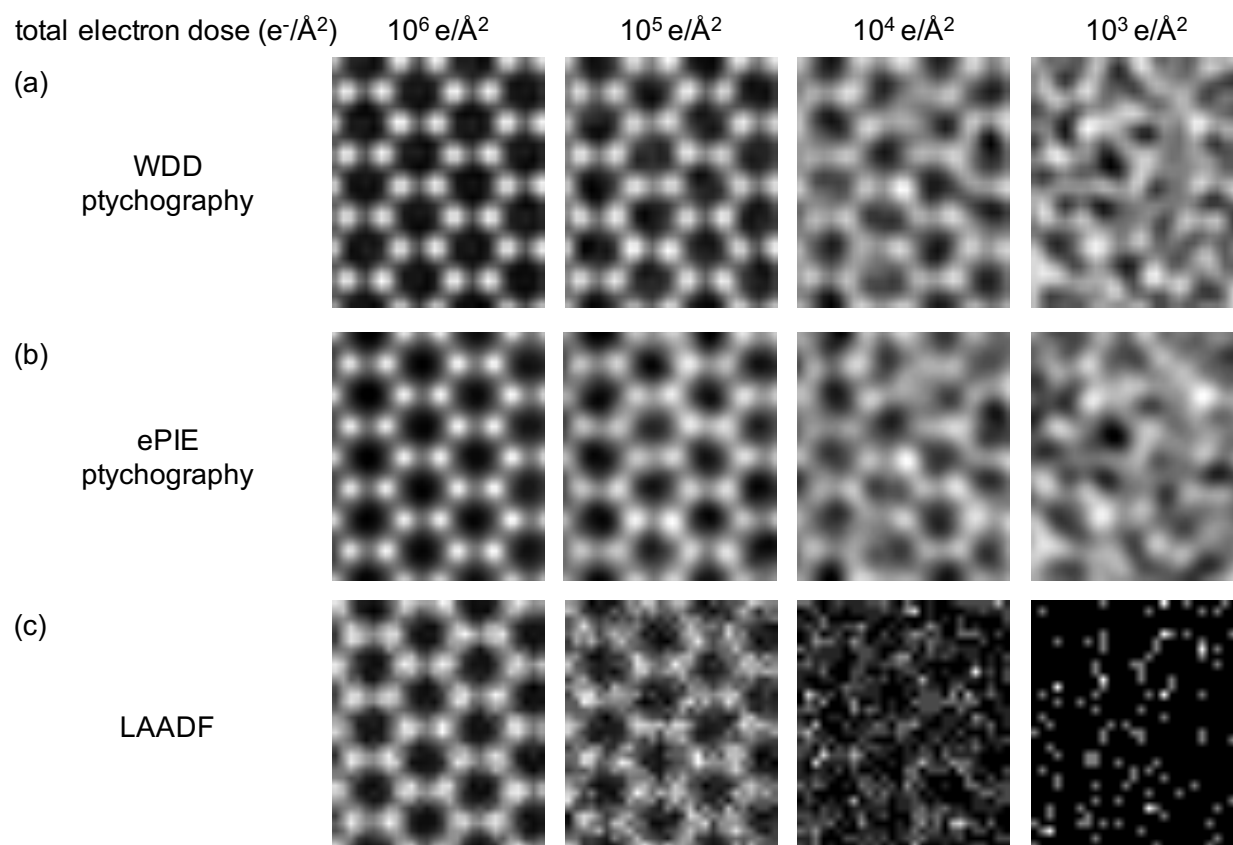 total electron dose (e⁻/Å²) 10⁶ e/Å² 10⁵ e/Å² 10⁴ e/Å² 10³ e/Å²
(a)
WDD
ptychography
(b)
ePIE
ptychography
(c)
LAADF